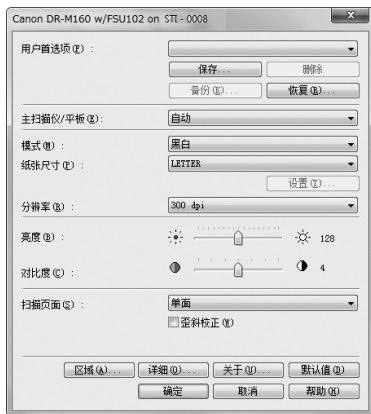 Canon DR-M160 w/FSU102 on STI - 0008
用户首选项(P) :
保存... 删除
备份(K)... 恢复(R)...
主扫描仪/平板(E): 自动
模式(M) : 黑白
纸张尺寸(P) : LETTER
设置(T)...
分辨率(R) : 300 dpi
亮度(B) : 128
对比度(C) : 4
扫描页面(S) : 单面
歪斜校正(W)
区域(A)... 详细(O)... 关于(U)... 默认值(D)
确定 取消 帮助(H)